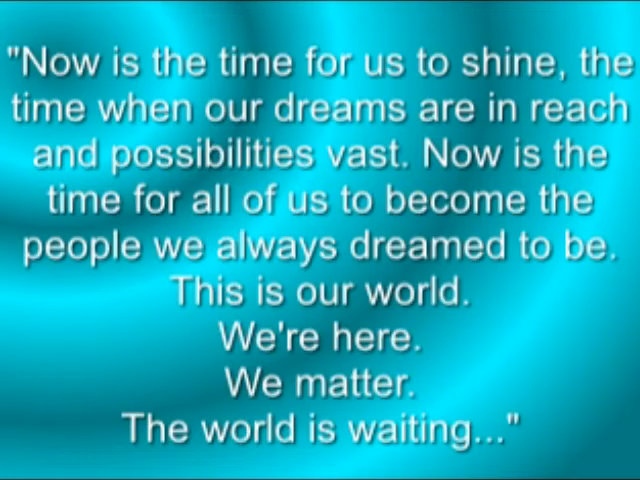 "Now is the time for us to shine, the
time when our dreams are in reach
and possibilities vast. Now is the
time for all of us to become the
people we always dreamed to be.
This is our world.
We're here.
We matter.
The world is waiting..."